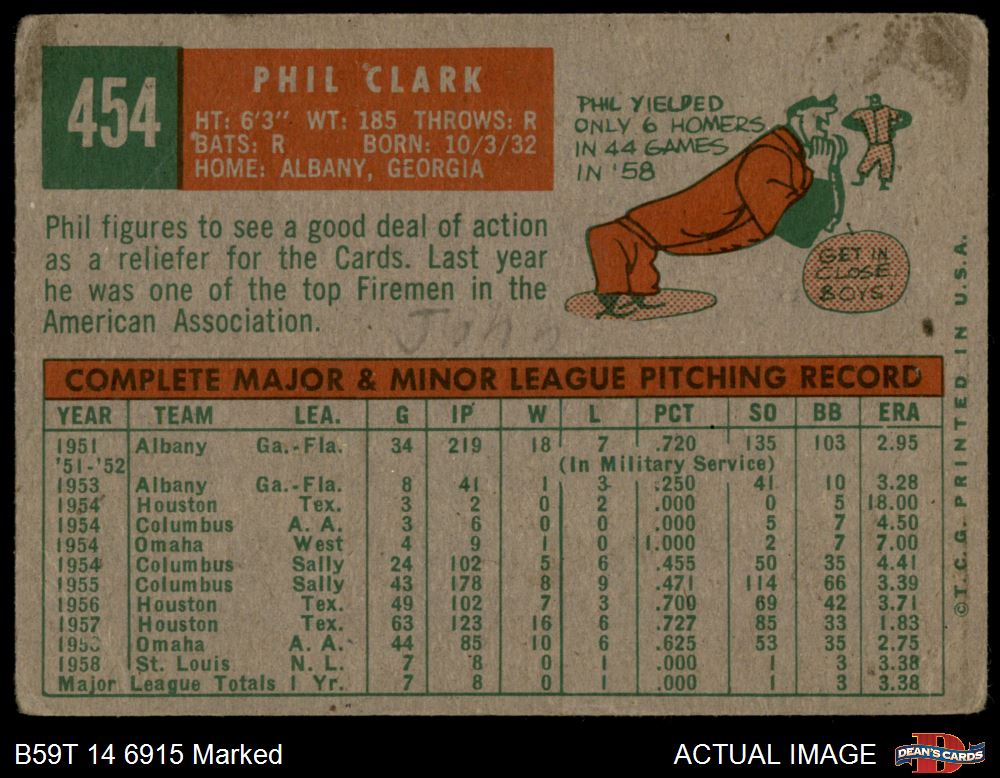 454
PHIL CLARK
HT: 6'3" WT: 185 THROWS: R
BATS: R BORN: 10/3/32
HOME: ALBANY, GEORGIA
PHIL YIELDED
ONLY 6 HOMERS
IN 44 GAMES
IN '58
GET IN
CLOSE
BOYS!
Phil figures to see a good deal of action
as a reliefer for the Cards. Last year
he was one of the top Firemen in the
American Association.
John
COMPLETE MAJOR & MINOR LEAGUE PITCHING RECORD
YEAR TEAM LEA. G IP W L PCT SO BB ERA
1951 Albany Ga.-Fla. 34 219 18 7 .720 135 103 2.95
'51-'52 (In Military Service)
1953 Albany Ga.-Fla. 8 41 1 3 .250 41 10 3.28
1954 Houston Tex. 3 2 0 2 .000 0 5 18.00
1954 Columbus A. A. 3 6 0 0 .000 5 7 4.50
1954 Omaha West 4 9 1 0 1.000 2 7 7.00
1954 Columbus Sally 24 102 5 6 .455 50 35 4.41
1955 Columbus Sally 43 178 8 9 .471 114 66 3.39
1956 Houston Tex. 49 102 7 3 .700 69 42 3.71
1957 Houston Tex. 63 123 16 6 .727 85 33 1.83
1958 Omaha A. A. 44 85 10 6 .625 53 35 2.75
1958 St. Louis N. L. 7 8 0 1 .000 1 3 3.38
Major League Totals 1 Yr. 7 8 0 1 .000 1 3 3.38
©T.C.G. PRINTED IN U.S.A.
B59T 14 6915 Marked
ACTUAL IMAGE
DEAN'S CARDS